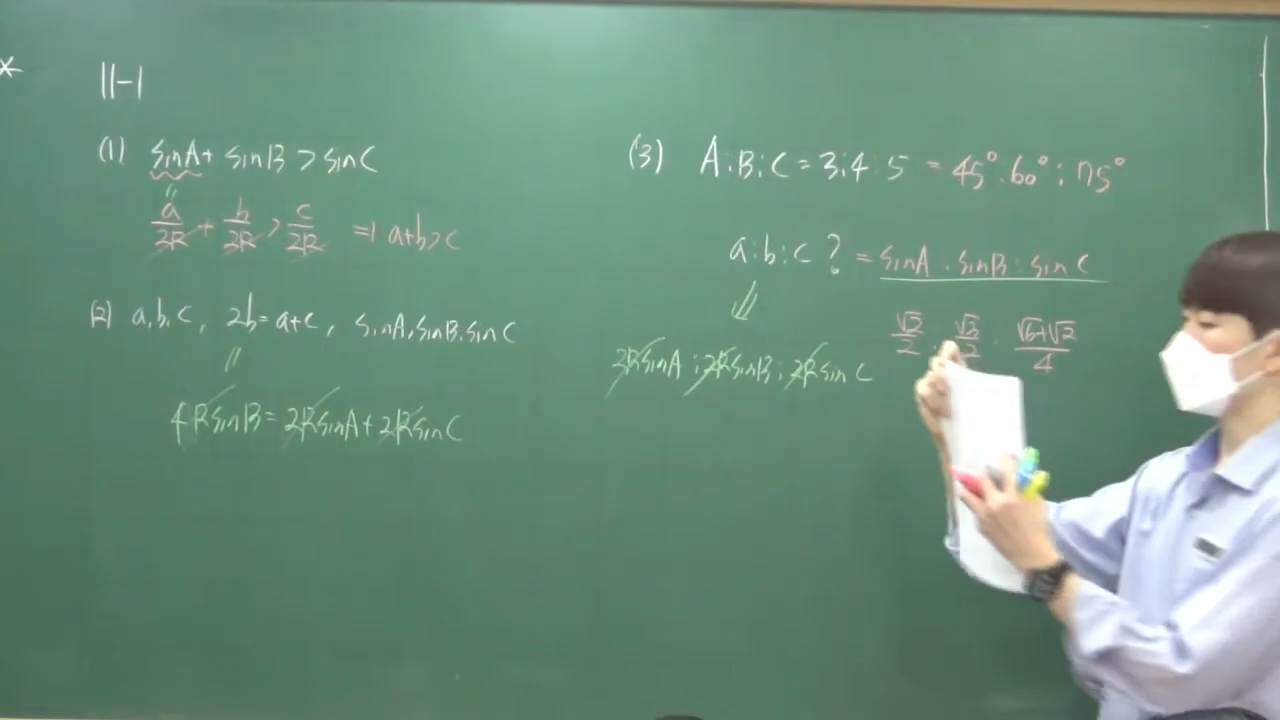 *
11-1
(1) sinA + sinB > sinC
"
a/2R + b/2R > c/2R ⇒ a+b>c
(2) a, b, c, 2b = a+c, sinA, sinB, sinC
"
4RsinB = 2RsinA + 2RsinC
(3) A : B : C = 3 : 4 : 5 = 45° : 60° : 75°
a : b : c ? = sinA : sinB : sinC
√2/2 : √3/2 : √6+√2/4
2RsinA : 2RsinB : 2RsinC